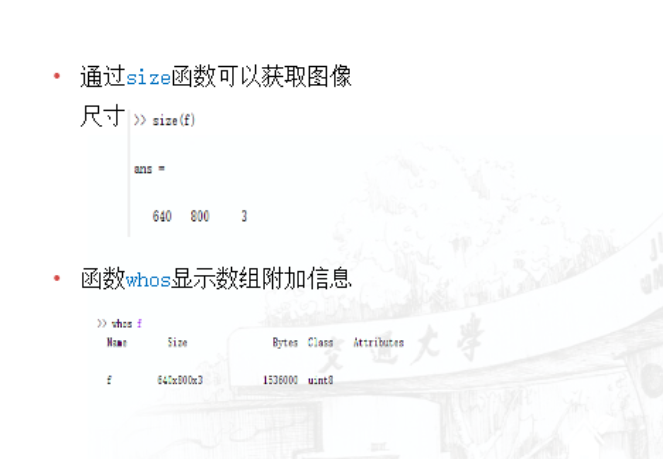 • 通过size函数可以获取图像
尺寸
>> size(f)
ans =
640 800 3
• 函数whos显示数组附加信息
>> whos f
Name Size Bytes Class Attributes
f 640x800x3 1536000 uint8
交通大学